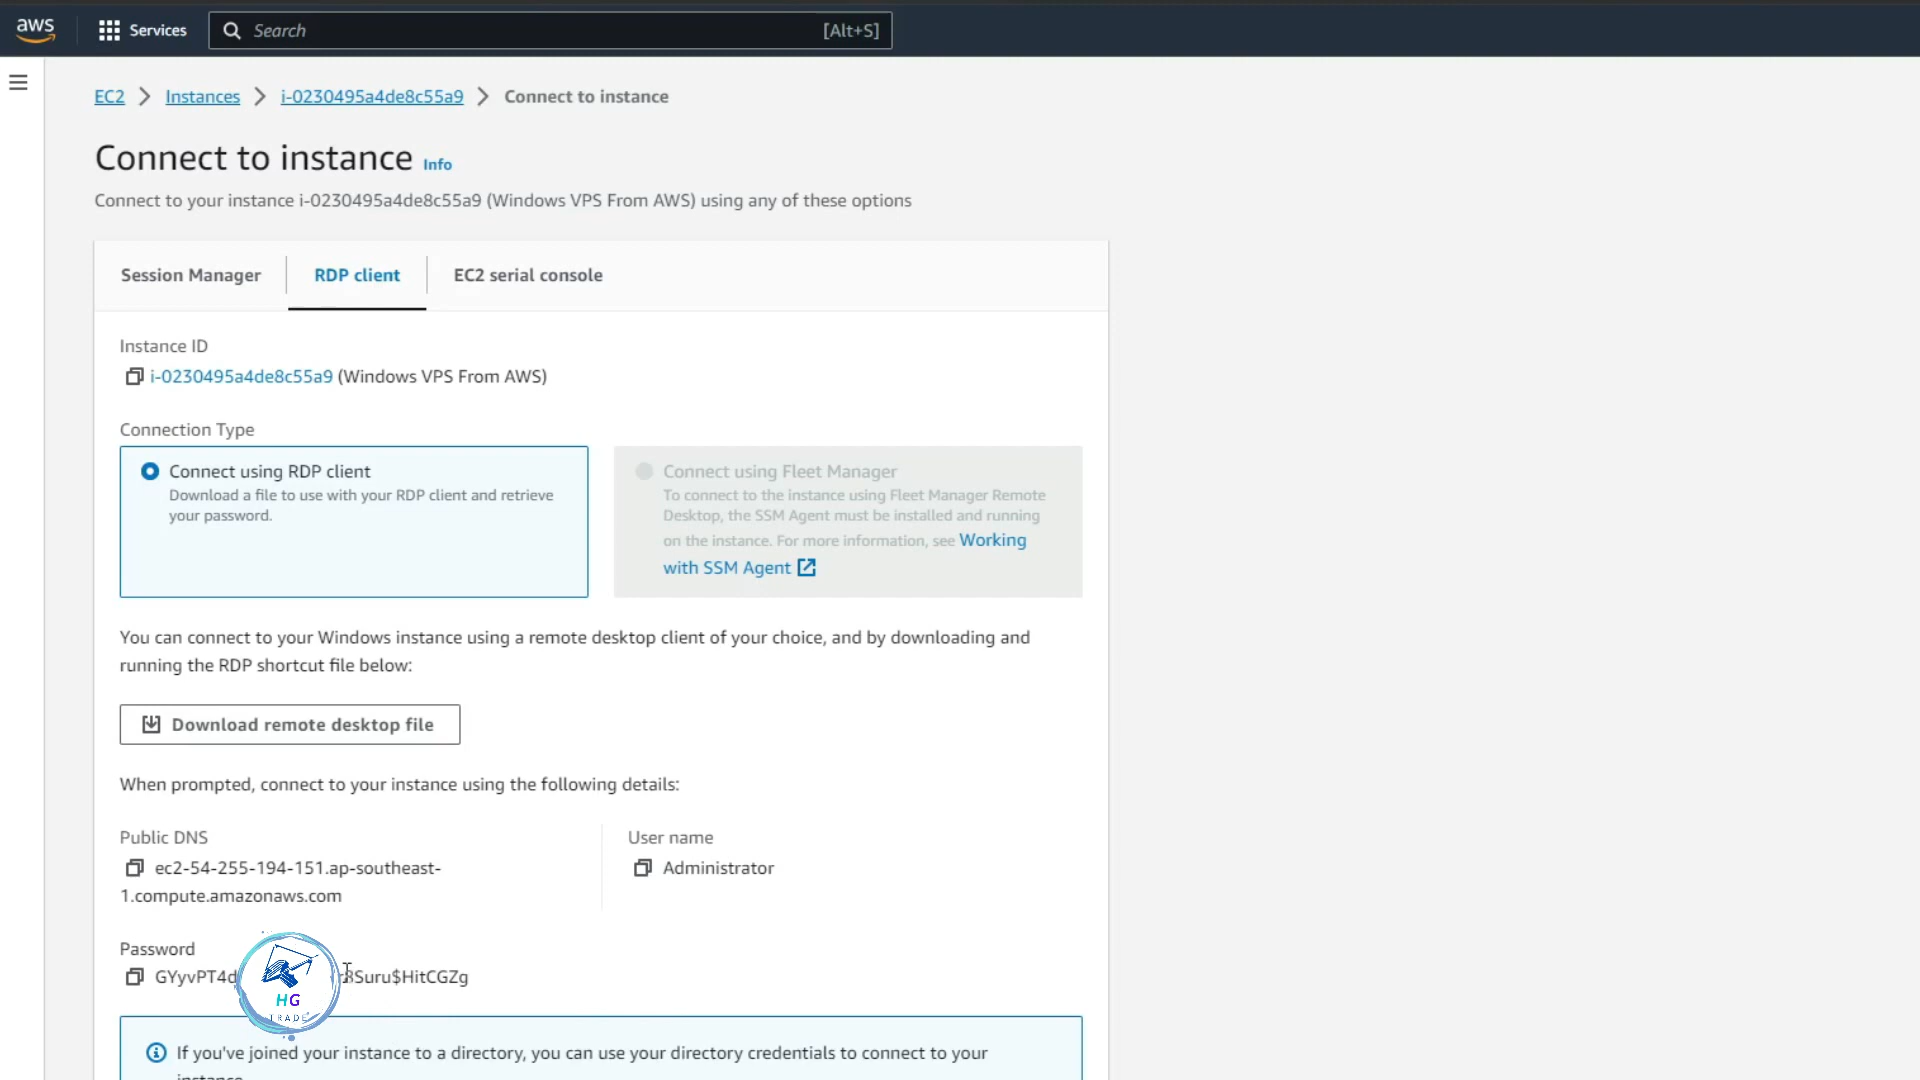 aws Services Search [Alt+S]
EC2 Instances i-0230495a4de8c55a9 Connect to instance
Connect to instance Info
Connect to your instance i-0230495a4de8c55a9 (Windows VPS From AWS) using any of these options
Session Manager RDP client EC2 serial console
Instance ID
i-0230495a4de8c55a9 (Windows VPS From AWS)
Connection Type
Connect using RDP client
Download a file to use with your RDP client and retrieve
your password.
Connect using Fleet Manager
To connect to the instance using Fleet Manager Remote
Desktop, the SSM Agent must be installed and running
on the instance. For more information, see Working
with SSM Agent
You can connect to your Windows instance using a remote desktop client of your choice, and by downloading and
running the RDP shortcut file below:
Download remote desktop file
When prompted, connect to your instance using the following details:
Public DNS
ec2-54-255-194-151.ap-southeast-
1.compute.amazonaws.com
User name
Administrator
Password
GYyvPT4d 8Suru$HitCGZg
HG
TRADE
If you've joined your instance to a directory, you can use your directory credentials to connect to your